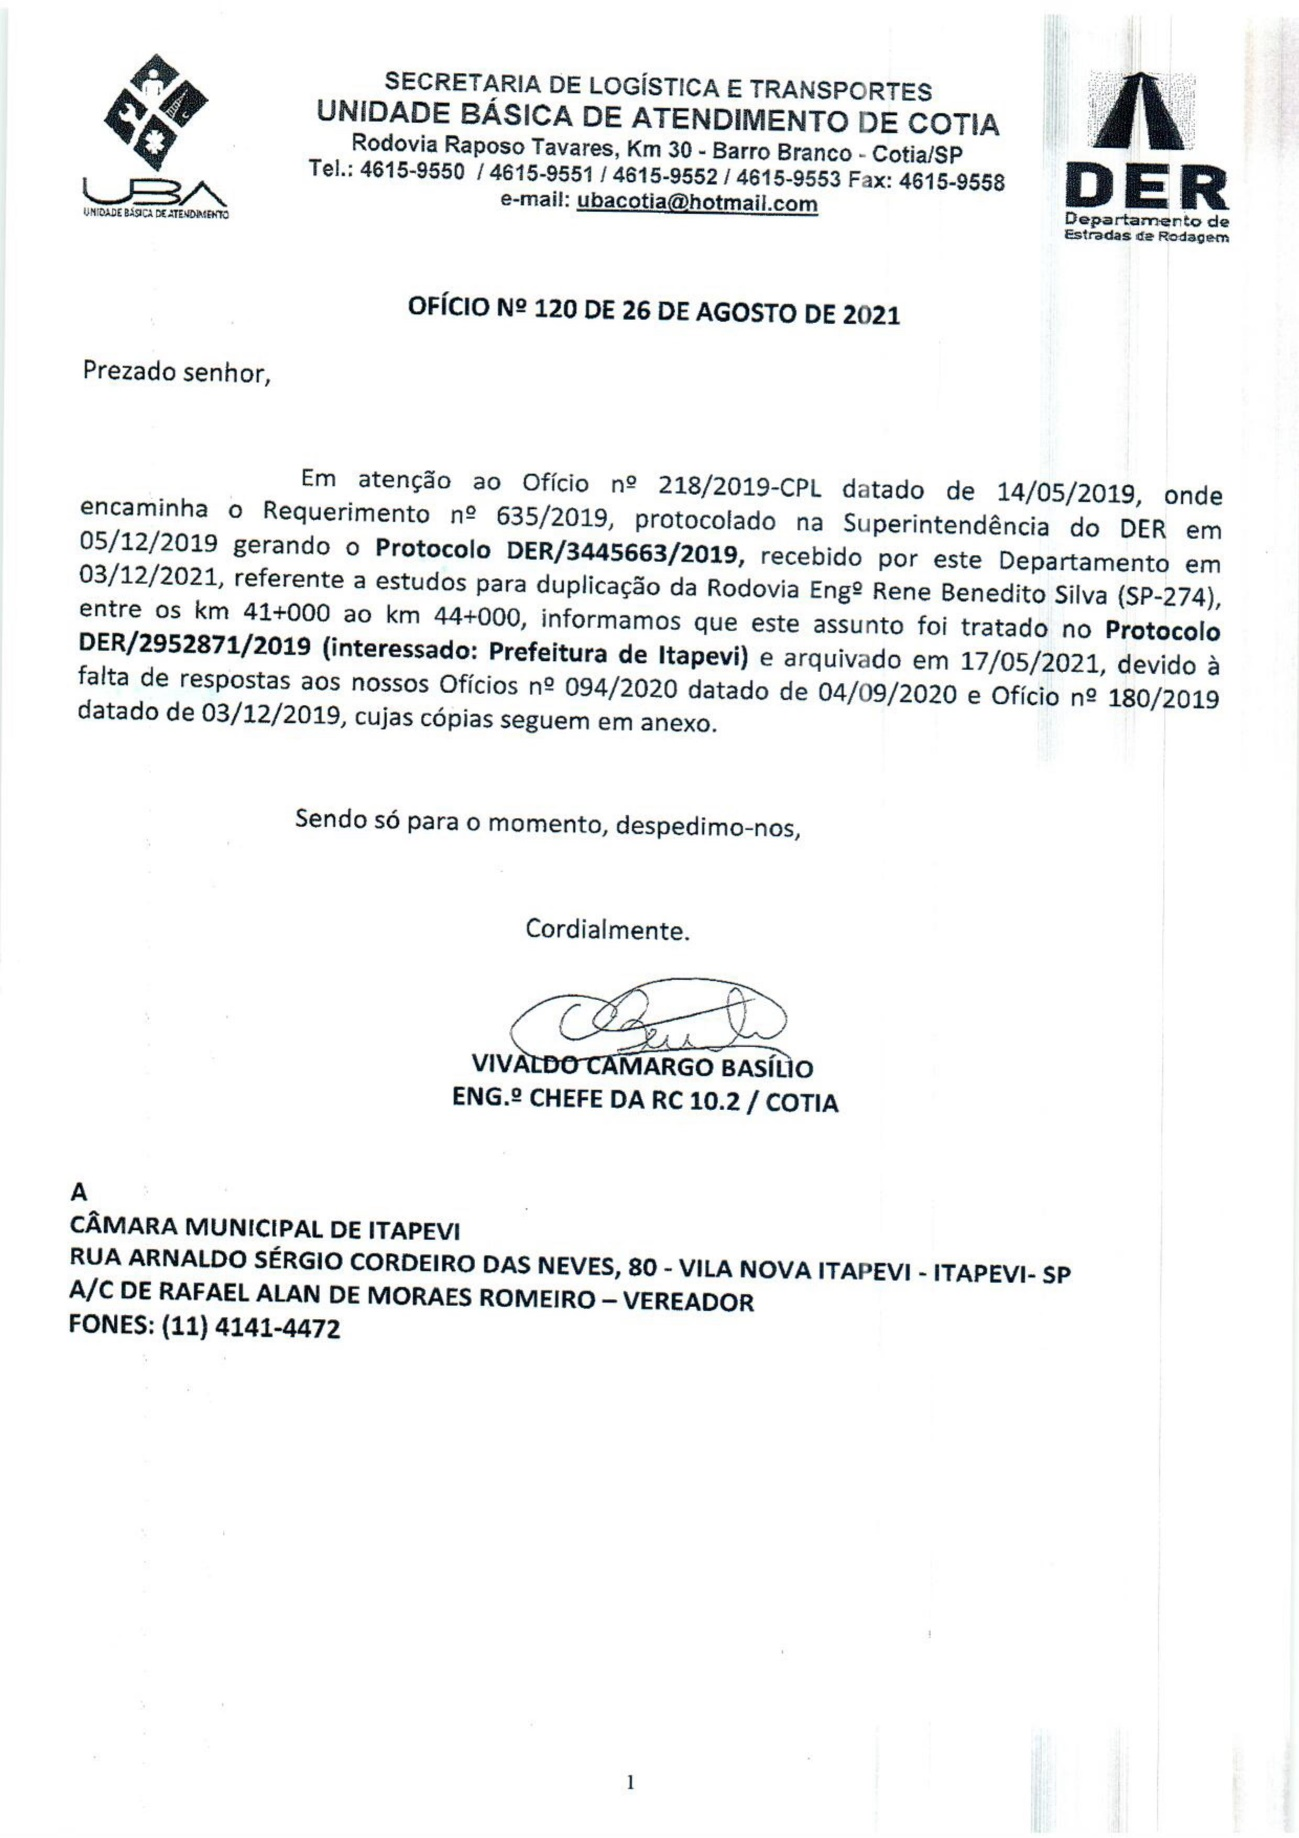 SECRETARIA DE LOGÍSTICA E TRANSPORTES
UNIDADE BÁSICA DE ATENDIMENTO DE COTIA
Rodovia Raposo Tavares, Km 30 - Barro Branco - Cotia/SP
Tel.: 4615-9550 / 4615-9551 / 4615-9552 / 4615-9553 Fax: 4615-9558
e-mail: ubacotia@hotmail.com
UBA
UNIDADE BÁSICA DE ATENDIMENTO
DER
Departamento de
Estradas de Rodagem
OFÍCIO Nº 120 DE 26 DE AGOSTO DE 2021
Prezado senhor,
Em atenção ao Ofício nº 218/2019-CPL datado de 14/05/2019, onde
encaminha o Requerimento nº 635/2019, protocolado na Superintendência do DER em
05/12/2019 gerando o Protocolo DER/3445663/2019, recebido por este Departamento em
03/12/2021, referente a estudos para duplicação da Rodovia Engº Rene Benedito Silva (SP-274),
entre os km 41+000 ao km 44+000, informamos que este assunto foi tratado no Protocolo
DER/2952871/2019 (interessado: Prefeitura de Itapevi) e arquivado em 17/05/2021, devido à
falta de respostas aos nossos Ofícios nº 094/2020 datado de 04/09/2020 e Ofício nº 180/2019
datado de 03/12/2019, cujas cópias seguem em anexo.
Sendo só para o momento, despedimo-nos,
Cordialmente.
VIVALDO CAMARGO BASÍLIO
ENG.º CHEFE DA RC 10.2 / COTIA
A
CÂMARA MUNICIPAL DE ITAPEVI
RUA ARNALDO SÉRGIO CORDEIRO DAS NEVES, 80 - VILA NOVA ITAPEVI - ITAPEVI- SP
A/C DE RAFAEL ALAN DE MORAES ROMEIRO – VEREADOR
FONES: (11) 4141-4472
1